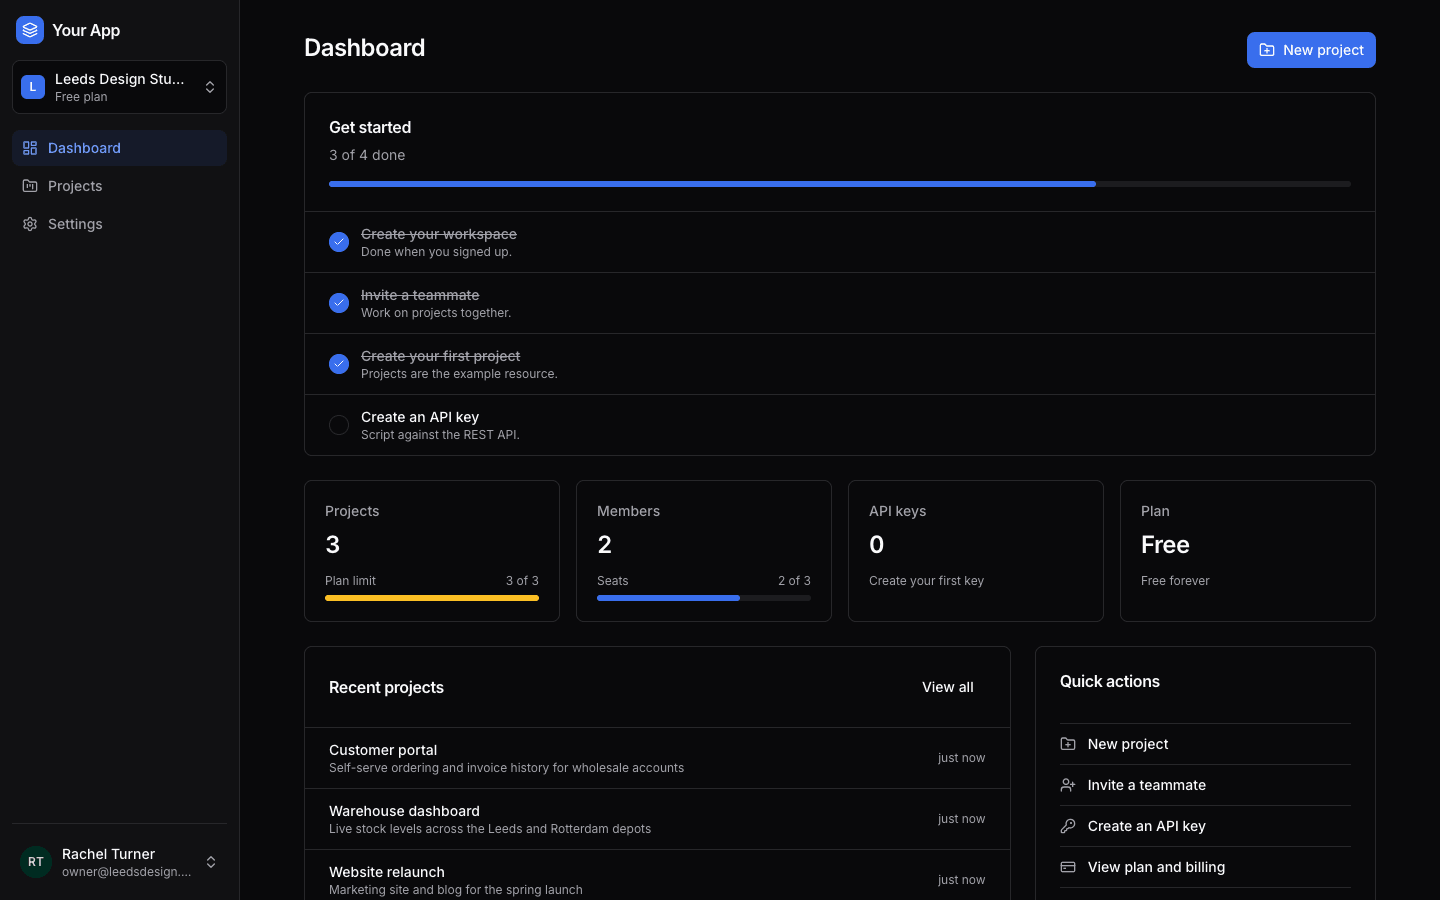 Your App
L
Leeds Design Stu...
Free plan
Dashboard
Projects
Settings
RT
Rachel Turner
owner@leedsdesign....
Dashboard
New project
Get started
3 of 4 done
Create your workspace
Done when you signed up.
Invite a teammate
Work on projects together.
Create your first project
Projects are the example resource.
Create an API key
Script against the REST API.
Projects
3
Plan limit
3 of 3
Members
2
Seats
2 of 3
API keys
0
Create your first key
Plan
Free
Free forever
Recent projects
View all
Customer portal
Self-serve ordering and invoice history for wholesale accounts
just now
Warehouse dashboard
Live stock levels across the Leeds and Rotterdam depots
just now
Website relaunch
Marketing site and blog for the spring launch
just now
Quick actions
New project
Invite a teammate
Create an API key
View plan and billing